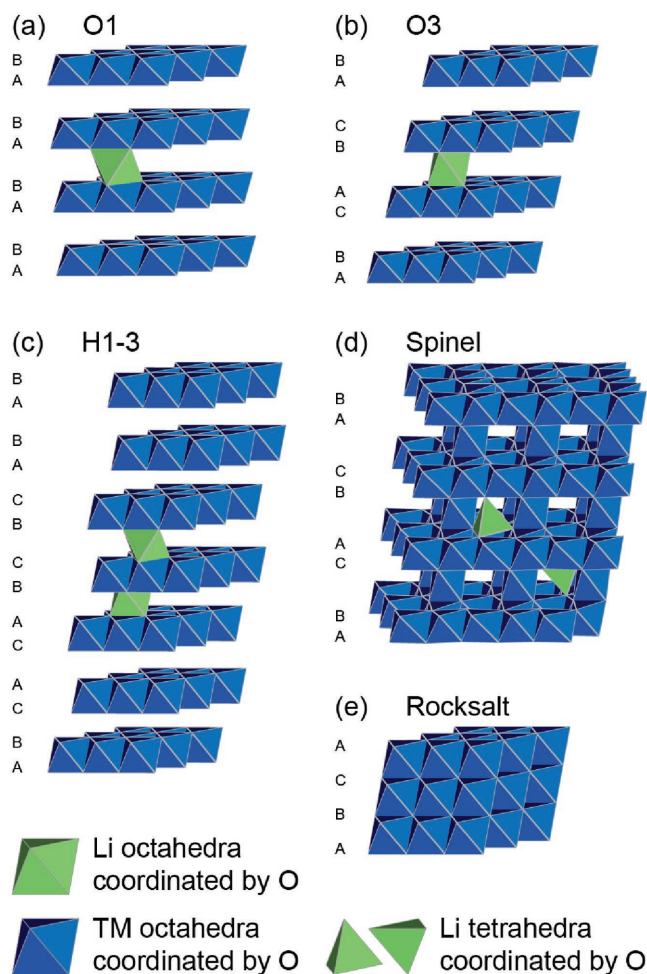 (a) O1
B
A
B
A
B
A
B
A
(b) O3
B
A
C
B
A
C
B
A
(c) H1-3
B
A
B
A
C
B
C
B
A
C
A
C
B
A
(d) Spinel
B
A
C
B
A
C
B
A
(e) Rocksalt
A
C
B
A
Li octahedra
coordinated by O
TM octahedra
coordinated by O
Li tetrahedra
coordinated by O